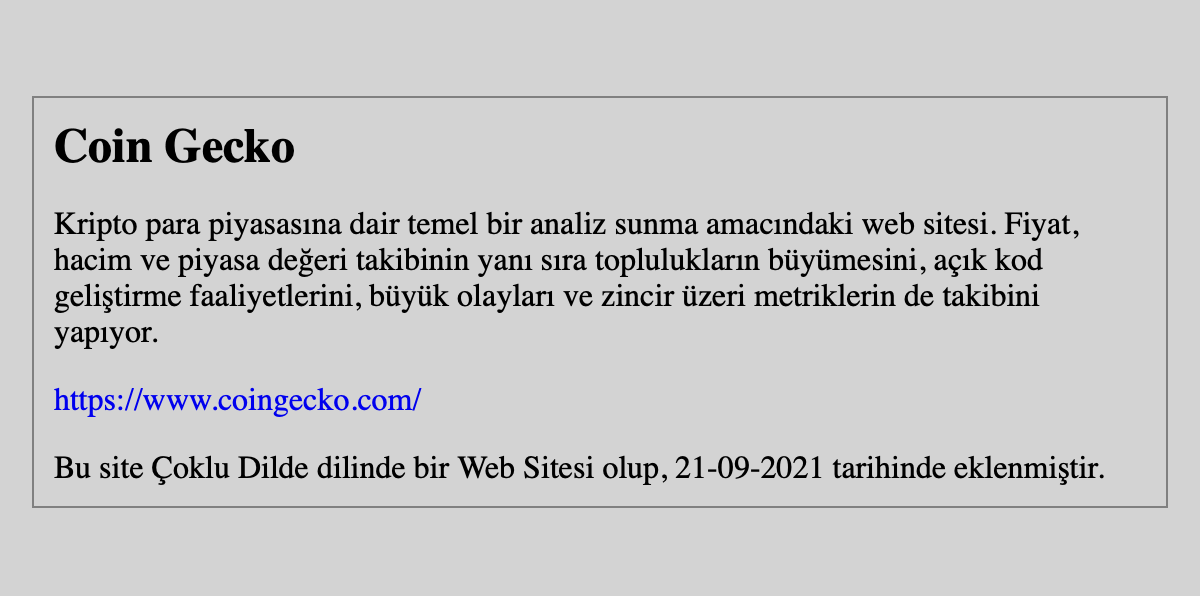 Coin Gecko
Kripto para piyasasına dair temel bir analiz sunma amacındaki web sitesi. Fiyat,
hacim ve piyasa değeri takibinin yanı sıra toplulukların büyümesini, açık kod
geliştirme faaliyetlerini, büyük olayları ve zincir üzeri metriklerin de takibini
yapıyor.
https://www.coingecko.com/
Bu site Çoklu Dilde dilinde bir Web Sitesi olup, 21-09-2021 tarihinde eklenmiştir.